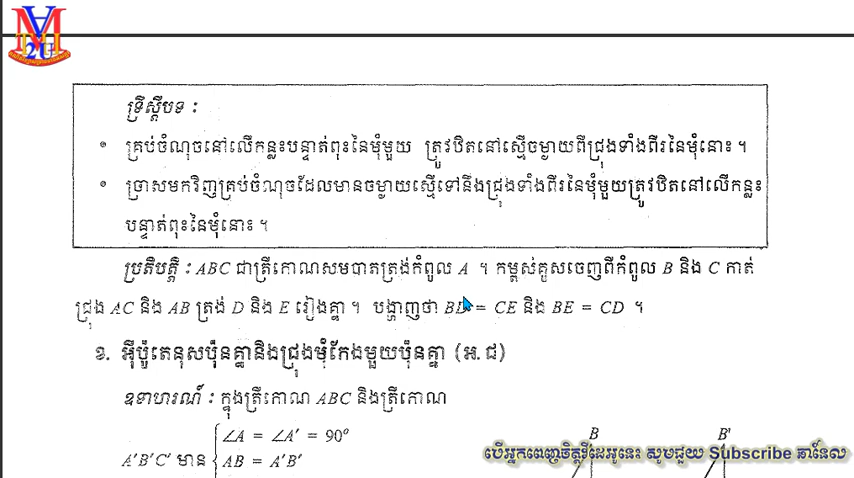 2U
ទ្រិស្តីបទ :
• គ្រប់ចំណុចនៅលើកន្លះបន្ទាត់ពុះនៃមុំមួយ ត្រូវឋិតនៅស្មើចម្ងាយពីជ្រុងទាំងពីរនៃមុំនោះ ។
• ច្រាសមកវិញគ្រប់ចំណុចដែលមានចម្ងាយស្មើទៅនឹងជ្រុងទាំងពីរនៃមុំមួយត្រូវឋិតនៅលើកន្លះ
បន្ទាត់ពុះនៃមុំនោះ ។
ប្រតិបត្តិ : ABC ជាត្រីកោណសមបាតត្រង់កំពូល A ។ កម្ពស់គូសចេញពីកំពូល B និង C កាត់
ជ្រុង AC និង AB ត្រង់ D និង E រៀងគ្នា ។ បង្ហាញថា BD = CE និង BE = CD ។
ខ. អ៊ីប៉ូតេនុសប៉ុនគ្នានិងជ្រុងមុំកែងមួយប៉ុនគ្នា (អ.ជ)
ឧទាហរណ៍ : ក្នុងត្រីកោណ ABC និងត្រីកោណ
∠A = ∠A′ = 90°
A′B′C′ មាន
AB = A′B′
B B′
បើអ្នកពេញចិត្តវីដេអូនេះ សូមជួយ Subscribe ឆានែល